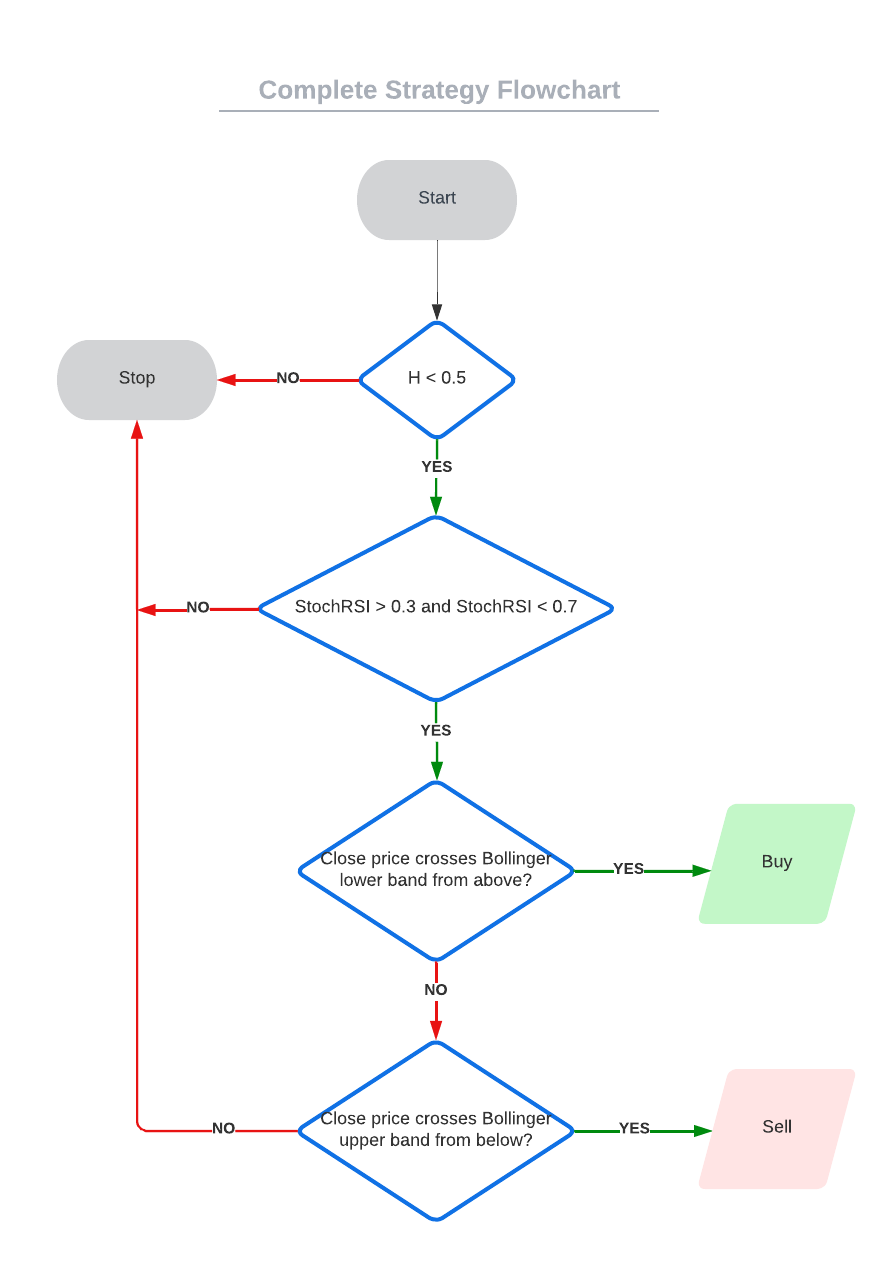 Complete Strategy Flowchart
Start
Stop
NO
H < 0.5
YES
StochRSI > 0.3 and StochRSI < 0.7
NO
YES
Close price crosses Bollinger
lower band from above?
YES
Buy
NO
Close price crosses Bollinger
upper band from below?
NO
YES
Sell